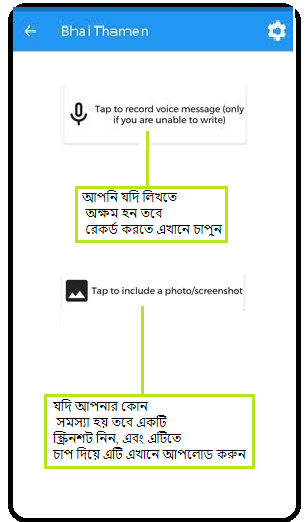 Bhai Thamen
Tap to record voice message (only
if you are unable to write)
আপনি যদি লিখতে
অক্ষম হন তবে
রেকর্ড করতে এখানে চাপুন
Tap to include a photo/screenshot
যদি আপনার কোন
সমস্যা হয় তবে একটি
স্ক্রিনশট নিন, এবং এটিতে
চাপ দিয়ে এটি এখানে আপলোড করুন